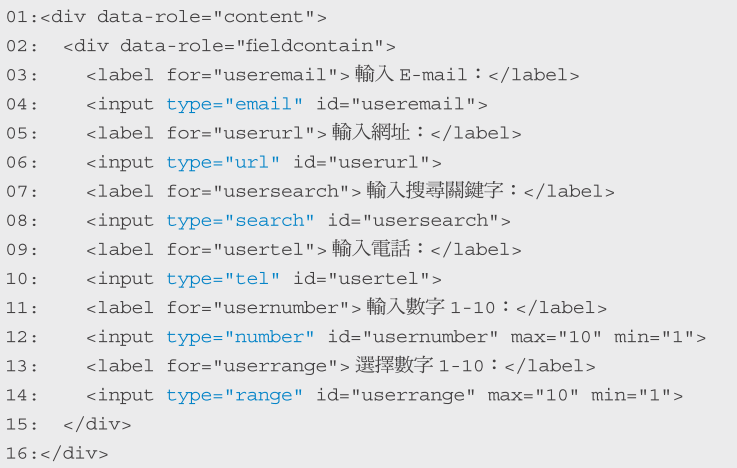 01:<div data-role="content">
02:  <div data-role="fieldcontain">
03:    <label for="useremail">輸入 E-mail：</label>
04:    <input type="email" id="useremail">
05:    <label for="userurl">輸入網址：</label>
06:    <input type="url" id="userurl">
07:    <label for="usersearch">輸入搜尋關鍵字：</label>
08:    <input type="search" id="usersearch">
09:    <label for="usertel">輸入電話：</label>
10:    <input type="tel" id="usertel">
11:    <label for="usernumber">輸入數字 1-10：</label>
12:    <input type="number" id="usernumber" max="10" min="1">
13:    <label for="userrange">選擇數字 1-10：</label>
14:    <input type="range" id="userrange" max="10" min="1">
15:  </div>
16:</div>